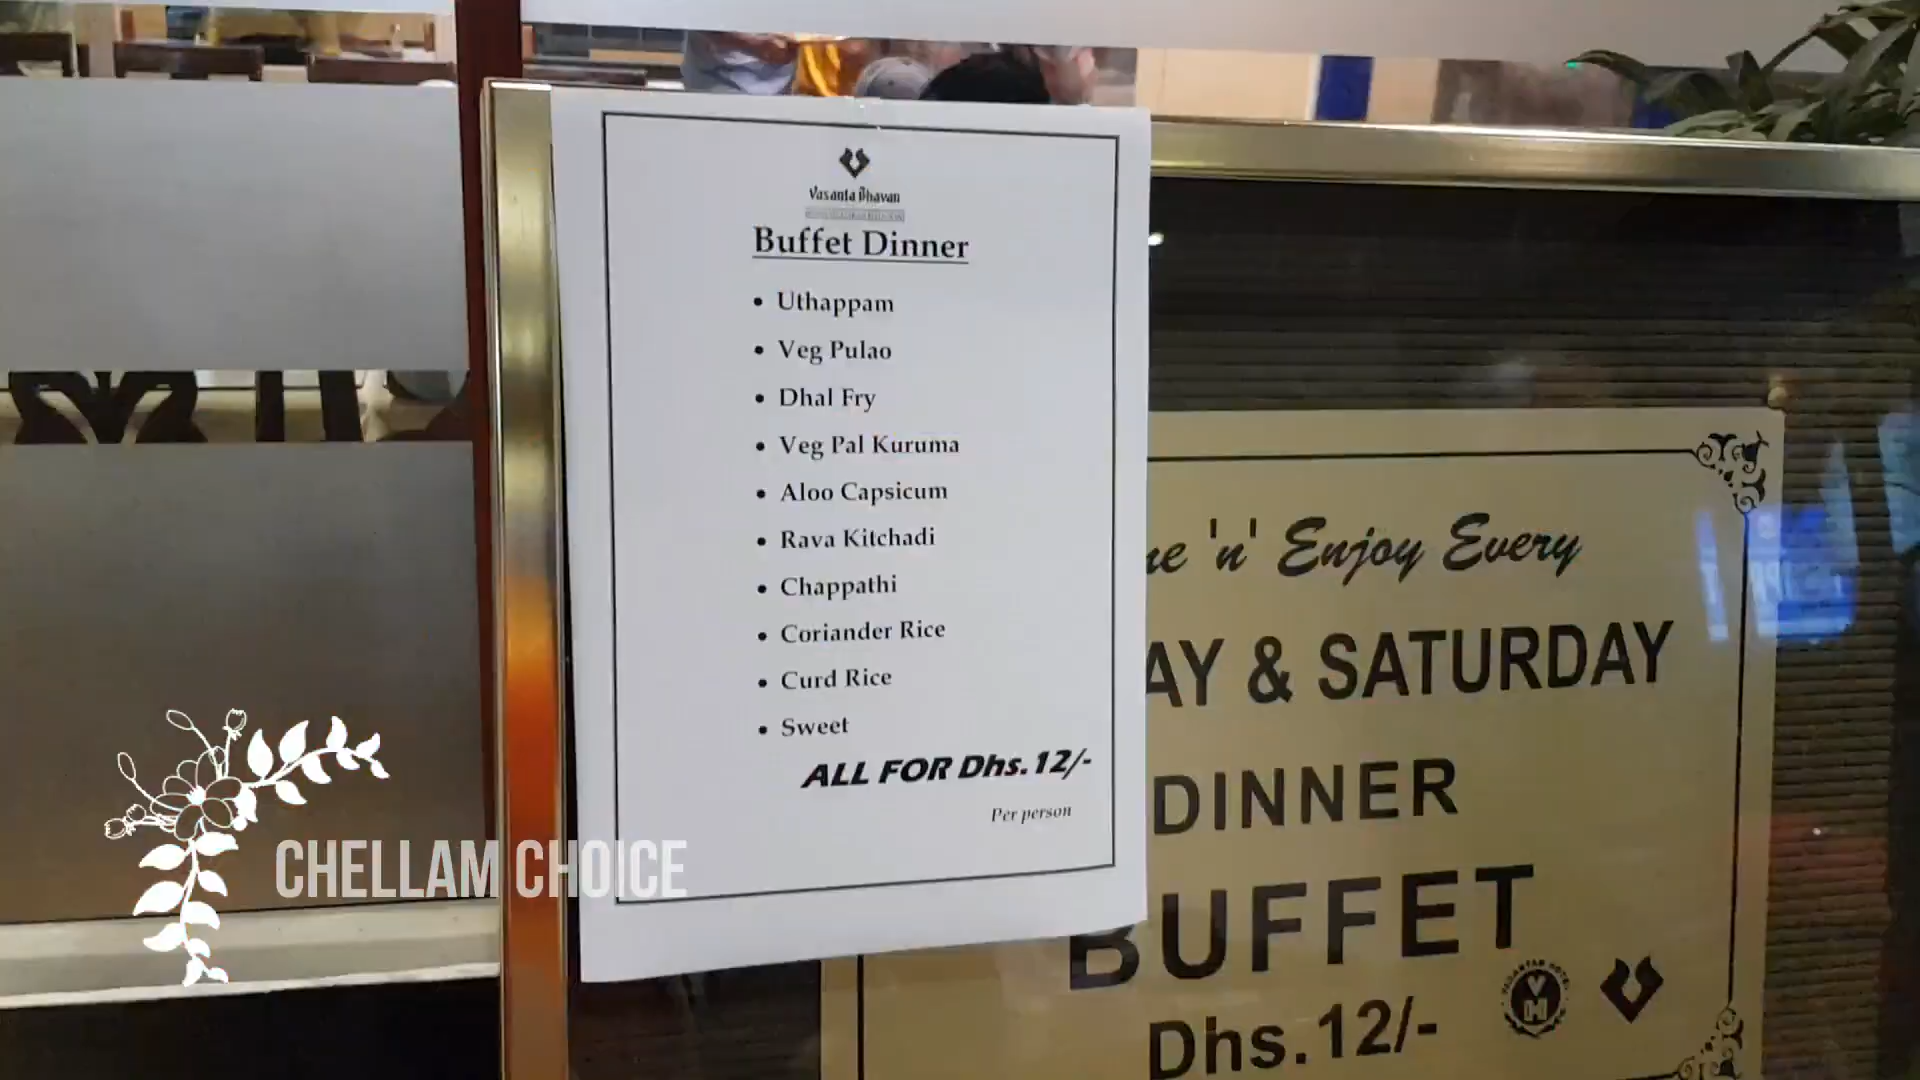 Vasanta Bhavan
Buffet Dinner
• Uthappam
• Veg Pulao
• Dhal Fry
• Veg Pal Kuruma
• Aloo Capsicum
• Rava Kitchadi
• Chappathi
• Coriander Rice
• Curd Rice
• Sweet
ALL FOR Dhs.12/-
Per person
'n' Enjoy Every
& SATURDAY
DINNER
BUFFET
Dhs.12/-
CHELLAM CHOICE